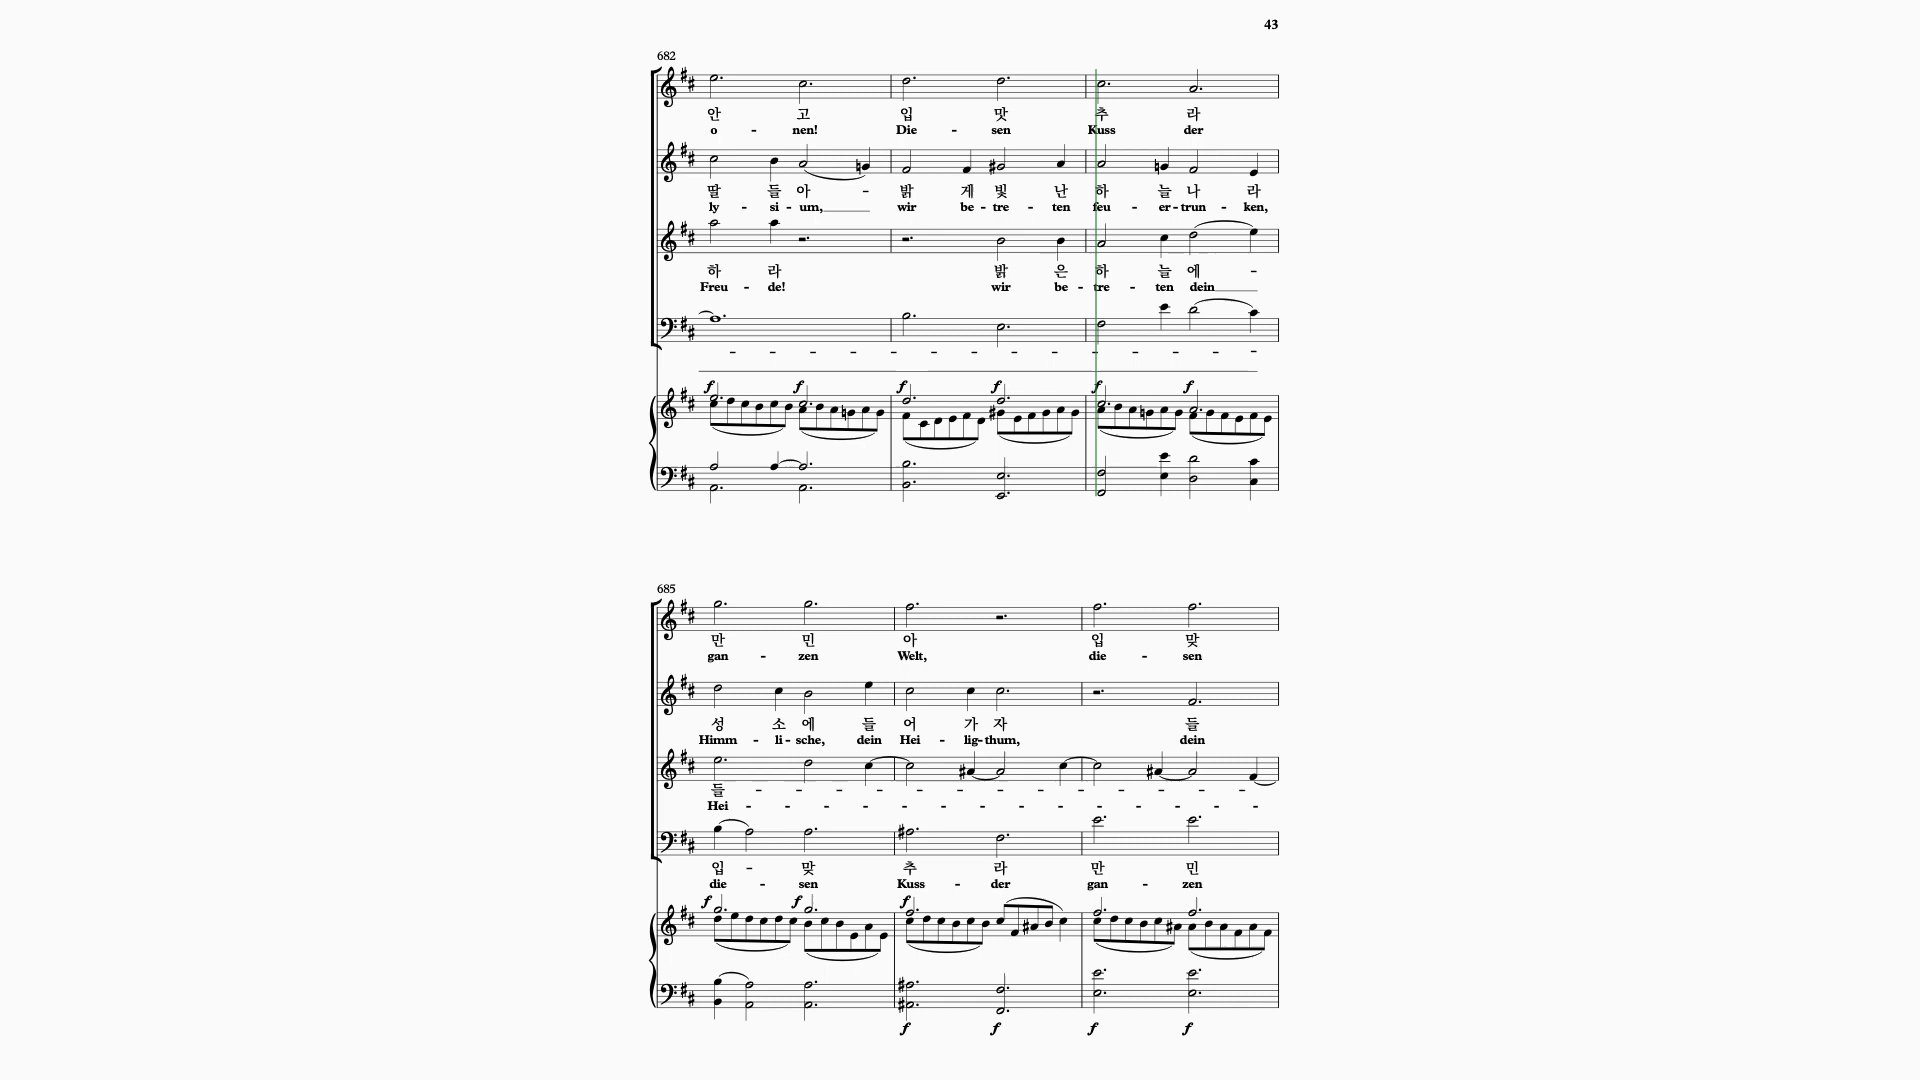 43
682
안 고 입 맞 추 라
o - nen! Die - sen Kuss der
딸 들 아 - 밝 게 빛 난 하 늘 나 라
ly - si - um, wir be - tre - ten feu - er - trun - ken,
하 라 밝 은 하 늘 에 -
Freu - de! wir be - tre - ten dein
f f f f f f
685
만 민 아 입 맞
gan - zen Welt, die - sen
성 소 에 들 어 가 자 들
Himm - li - sche, dein Hei - lig - thum, dein
들 - - - - - - - - - - - - - -
Hei - - - - - - - - - - - - - -
입 - 맞 추 라 만 민
die - sen Kuss - der gan - zen
f f f
f f f f